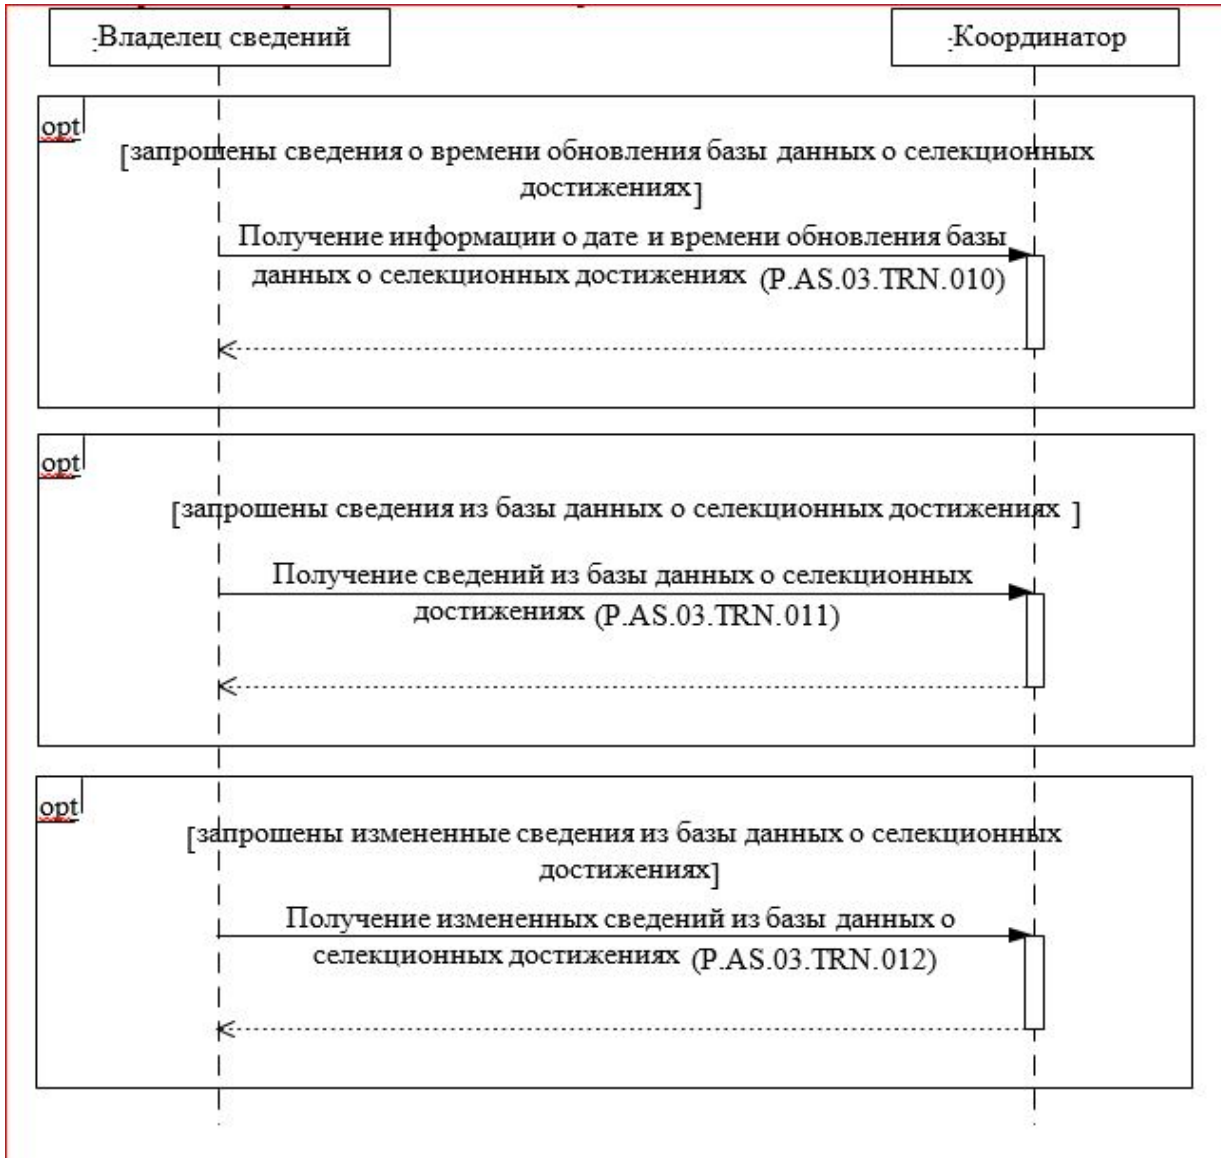 :Владелец сведений
:Координатор
opt
[запрошены сведения о времени обновления базы данных о селекционных
достижениях]
Получение информации о дате и времени обновления базы
данных о селекционных достижениях (P.AS.03.TRN.010)
opt
[запрошены сведения из базы данных о селекционных достижениях ]
Получение сведений из базы данных о селекционных
достижениях (P.AS.03.TRN.011)
opt
[запрошены измененные сведения из базы данных о селекционных
достижениях]
Получение измененных сведений из базы данных о
селекционных достижениях (P.AS.03.TRN.012)